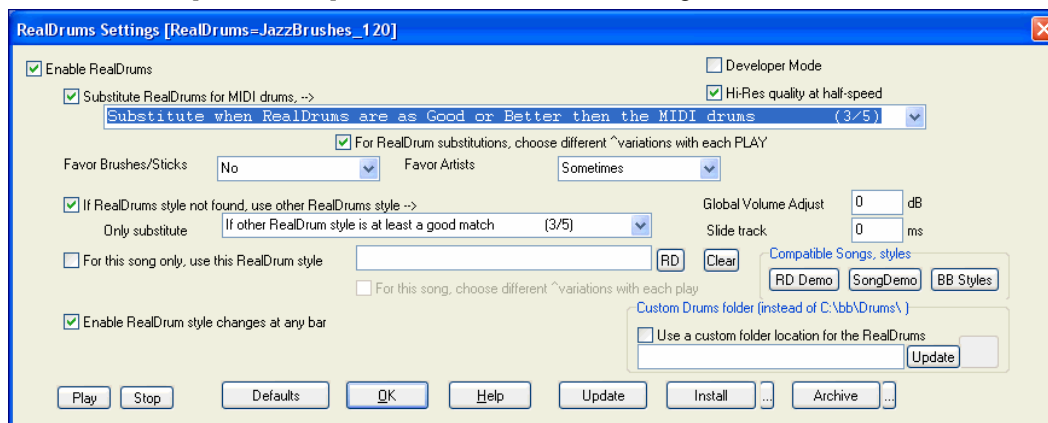 RealDrums Settings [RealDrums=JazzBrushes_120]
Enable RealDrums
Developer Mode
Substitute RealDrums for MIDI drums, -->
Hi-Res quality at half-speed
Substitute when RealDrums are as Good or Better then the MIDI drums (3/5)
For RealDrum substitutions, choose different ^variations with each PLAY
Favor Brushes/Sticks No Favor Artists Sometimes
If RealDrums style not found, use other RealDrums style -->
Global Volume Adjust 0 dB
Only substitute If other RealDrum style is at least a good match (3/5)
Slide track 0 ms
For this song only, use this RealDrum style RD Clear
Compatible Songs, styles
RD Demo SongDemo BB Styles
For this song, choose different ^variations with each play
Custom Drums folder (instead of C:\bb\Drums\ )
Enable RealDrum style changes at any bar
Use a custom folder location for the RealDrums
Update
Play Stop Defaults OK Help Update Install ... Archive ...